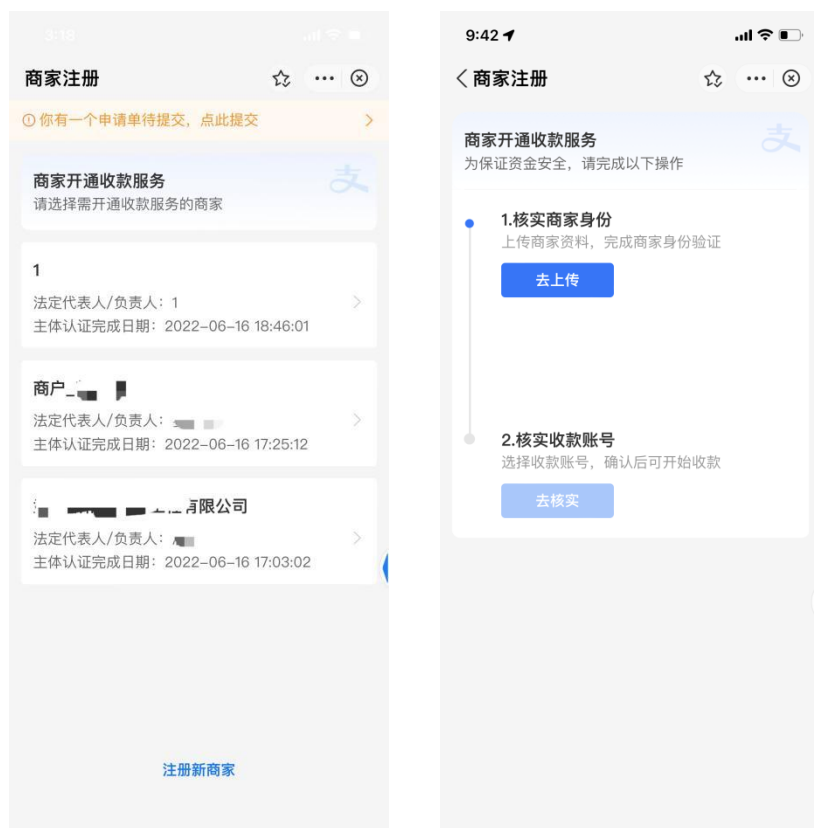 3:18
商家注册
你有一个申请单待提交，点此提交
商家开通收款服务
请选择需开通收款服务的商家
支
1
法定代表人/负责人：1
主体认证完成日期：2022-06-16 18:46:01
商户_
法定代表人/负责人：
主体认证完成日期：2022-06-16 17:25:12
有限公司
法定代表人/负责人：
主体认证完成日期：2022-06-16 17:03:02
注册新商家
9:42
商家注册
商家开通收款服务
为保证资金安全，请完成以下操作
支
1.核实商家身份
上传商家资料，完成商家身份验证
去上传
2.核实收款账号
选择收款账号，确认后可开始收款
去核实